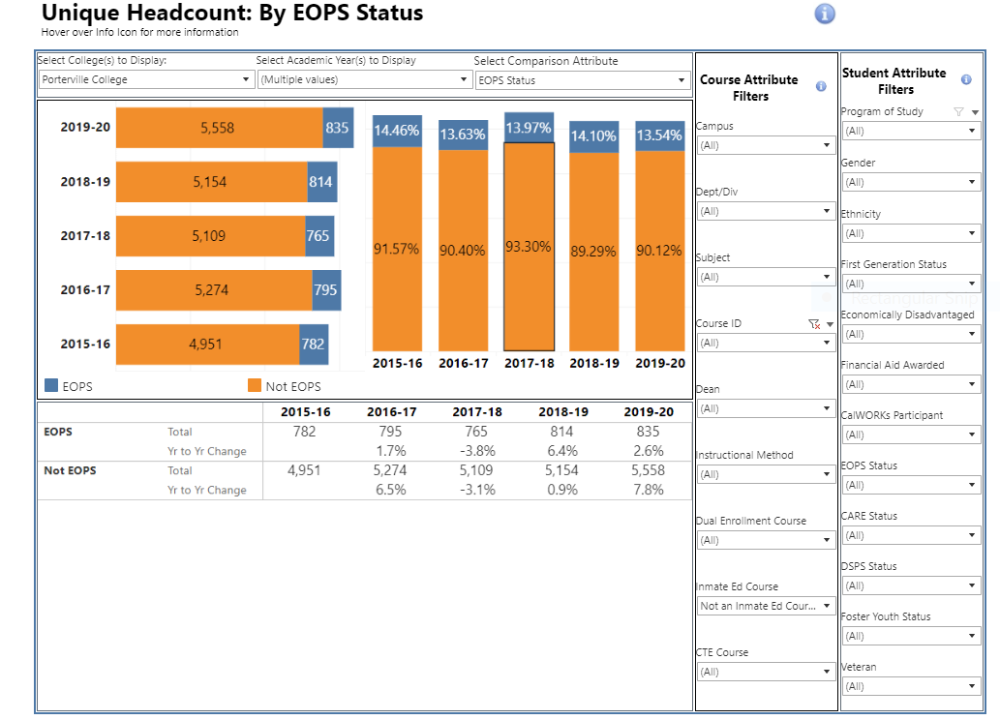 Unique Headcount: By EOPS Status
Hover over Info Icon for more information
Select College(s) to Display:
Porterville College
Select Academic Year(s) to Display
(Multiple values)
Select Comparison Attribute
EOPS Status
2019-20 5,558 835
2018-19 5,154 814
2017-18 5,109 765
2016-17 5,274 795
2015-16 4,951 782
14.46% 13.63% 13.97% 14.10% 13.54%
91.57% 90.40% 93.30% 89.29% 90.12%
2015-16 2016-17 2017-18 2018-19 2019-20
EOPS Not EOPS
2015-16 2016-17 2017-18 2018-19 2019-20
EOPS Total 782 795 765 814 835
Yr to Yr Change 1.7% -3.8% 6.4% 2.6%
Not EOPS Total 4,951 5,274 5,109 5,154 5,558
Yr to Yr Change 6.5% -3.1% 0.9% 7.8%
Course Attribute
Filters
Campus
(All)
Dept/Div
(All)
Subject
(All)
Course ID
(All)
Dean
(All)
Instructional Method
(All)
Dual Enrollment Course
(All)
Inmate Ed Course
Not an Inmate Ed Cour...
CTE Course
(All)
Student Attribute
Filters
Program of Study
(All)
Gender
(All)
Ethnicity
(All)
First Generation Status
(All)
Rectangular Snip
Economically Disadvantaged
(All)
Financial Aid Awarded
(All)
CalWORKs Participant
(All)
EOPS Status
(All)
CARE Status
(All)
DSPS Status
(All)
Foster Youth Status
(All)
Veteran
(All)